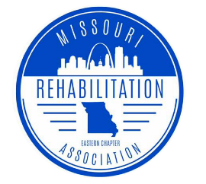 MISSOURI
REHABILITATION
EASTERN CHAPTER
ASSOCIATION